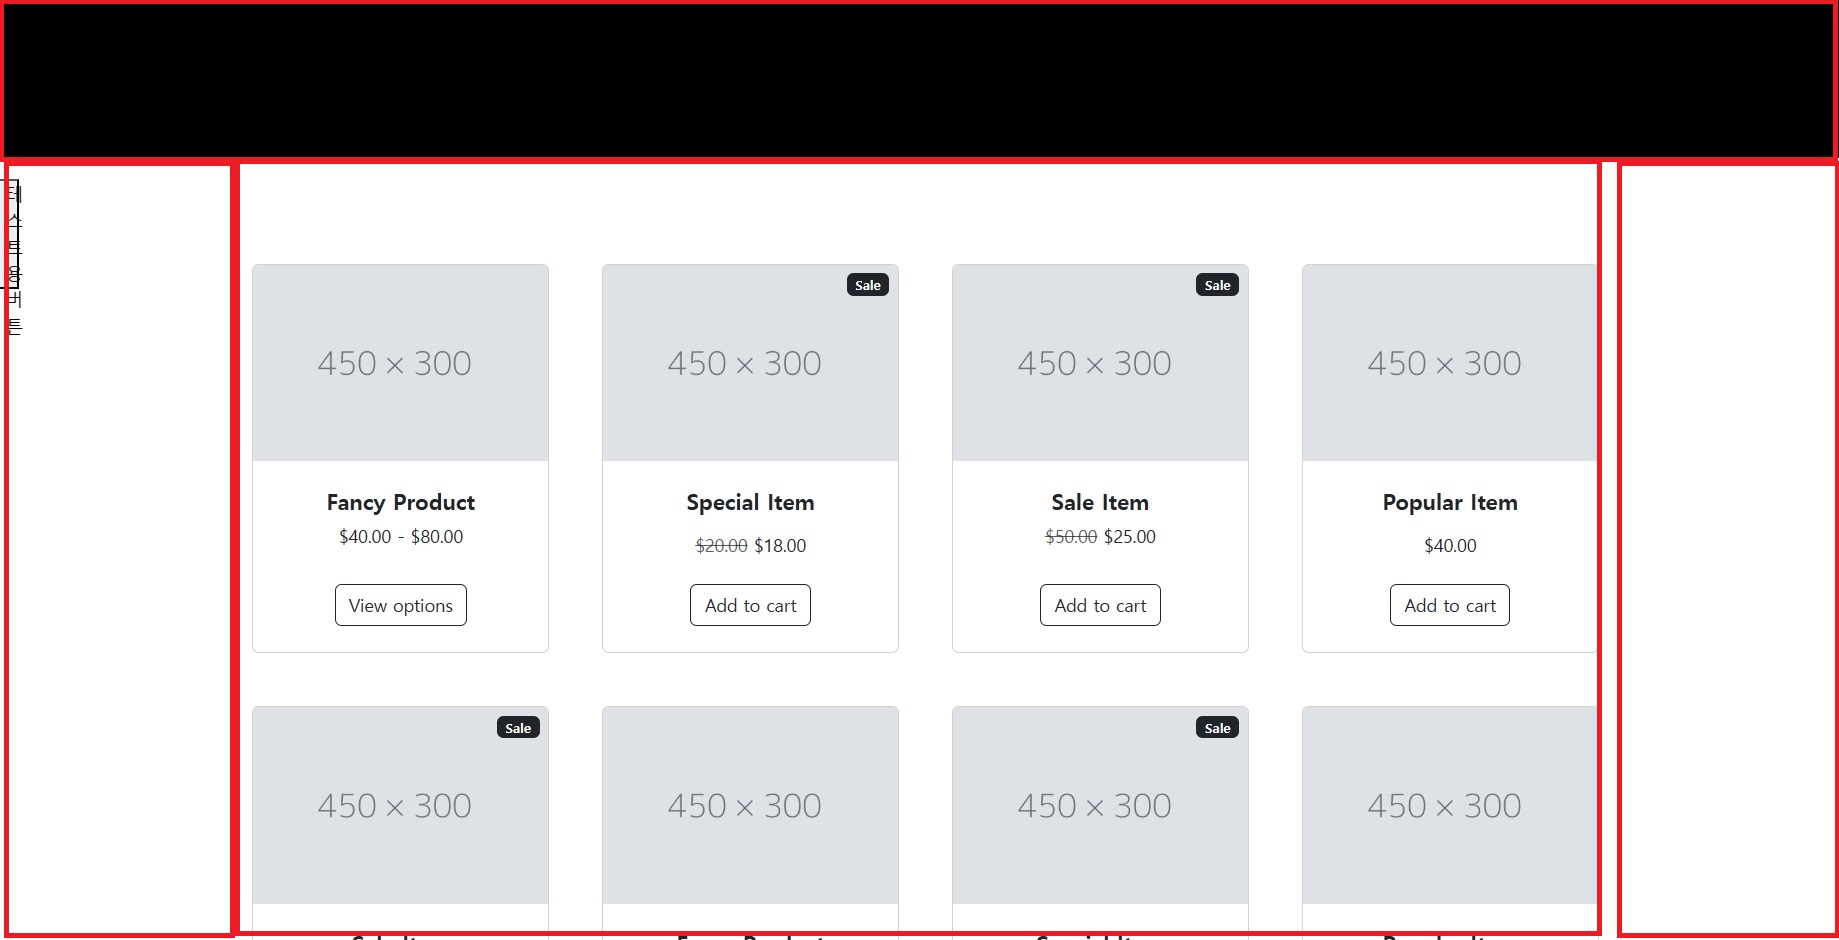 테
스
트
용
버
튼
Sale
Sale
450 × 300
450 × 300
450 × 300
450 × 300
Fancy Product
Special Item
Sale Item
Popular Item
$40.00 - $80.00
$20.00 $18.00
$50.00 $25.00
$40.00
View options
Add to cart
Add to cart
Add to cart
Sale
Sale
450 × 300
450 × 300
450 × 300
450 × 300